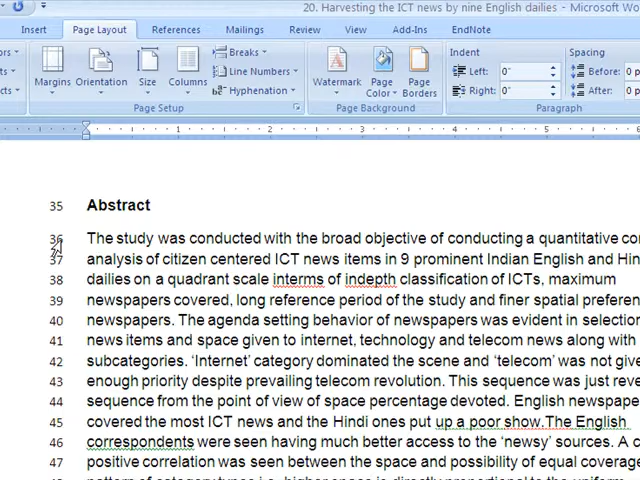 20. Harvesting the ICT news by nine English dailies - Microsoft Wo
Insert Page Layout References Mailings Review View Add-Ins EndNote
Margins Orientation Size Columns Breaks Line Numbers Hyphenation Watermark Page Color Page Borders Indent Left: 0" Right: 0" Spacing Before: 0 p After: 0 p
Page Setup Page Background Paragraph
1 2 3 4 5
35 Abstract
36 The study was conducted with the broad objective of conducting a quantitative
37 analysis of citizen centered ICT news items in 9 prominent Indian English and
38 dailies on a quadrant scale interms of indepth classification of ICTs, maximum
39 newspapers covered, long reference period of the study and finer spatial
40 newspapers. The agenda setting behavior of newspapers was evident in
41 news items and space given to internet, technology and telecom news along with
42 subcategories. ‘Internet’ category dominated the scene and ‘telecom’ was not
43 enough priority despite prevailing telecom revolution. This sequence was just
44 sequence from the point of view of space percentage devoted. English
45 covered the most ICT news and the Hindi ones put up a poor show.The English
46 correspondents were seen having much better access to the ‘newsy’ sources. A
47 positive correlation was seen between the space and possibility of equal